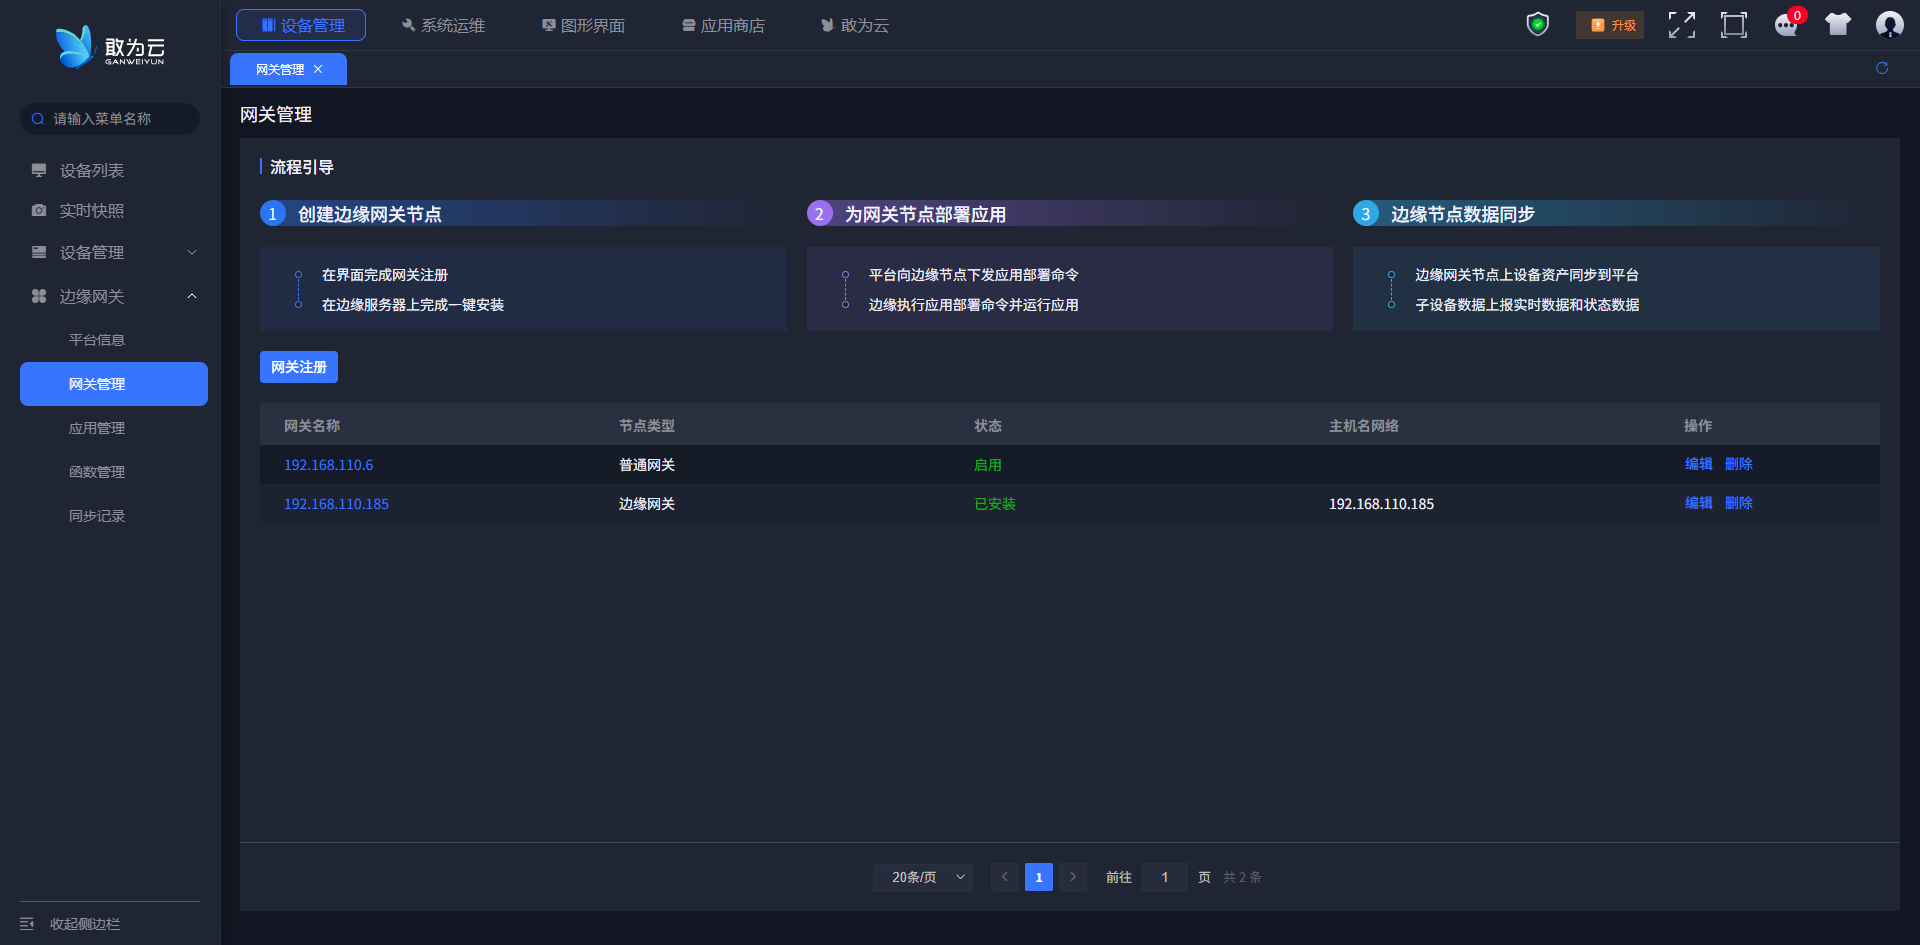 敢为云
GANWEIYUN
设备管理
系统运维
图形界面
应用商店
敢为云
升级
0
网关管理
请输入菜单名称
设备列表
实时快照
设备管理
边缘网关
平台信息
网关管理
应用管理
函数管理
同步记录
收起侧边栏
网关管理
流程引导
1 创建边缘网关节点
在界面完成网关注册
在边缘服务器上完成一键安装
2 为网关节点部署应用
平台向边缘节点下发应用部署命令
边缘执行应用部署命令并运行应用
3 边缘节点数据同步
边缘网关节点上设备资产同步到平台
子设备数据上报实时数据和状态数据
网关注册
网关名称 节点类型 状态 主机名网络 操作
192.168.110.6 普通网关 启用 编辑 删除
192.168.110.185 边缘网关 已安装 192.168.110.185 编辑 删除
20条/页 1 前往 1 页 共 2 条